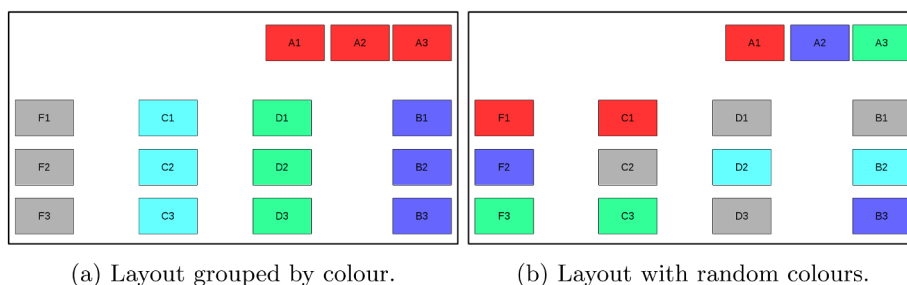 A1 A2 A3 A1 A2 A3
F1 C1 D1 B1 F1 C1 D1 B1
F2 C2 D2 B2 F2 C2 D2 B2
F3 C3 D3 B3 F3 C3 D3 B3
(a) Layout grouped by colour. (b) Layout with random colours.